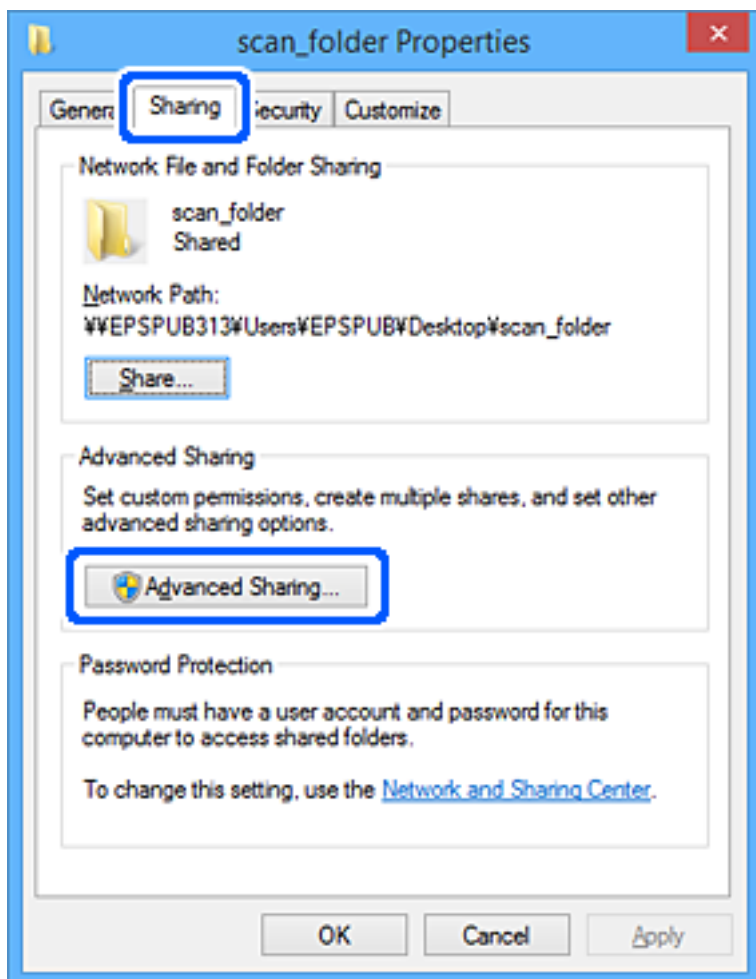 scan_folder Properties
Sharing Customize
Network File and Folder Sharing
scan_folder
Shared
Network Path:
¥¥EPSPUB313¥Users¥EPSPUB¥Desktop¥scan_folder
Share...
Advanced Sharing
Set custom permissions, create multiple shares, and set other
advanced sharing options.
Advanced Sharing...
Password Protection
People must have a user account and password for this
computer to access shared folders.
To change this setting, use the Network and Sharing Center.
OK Cancel Apply